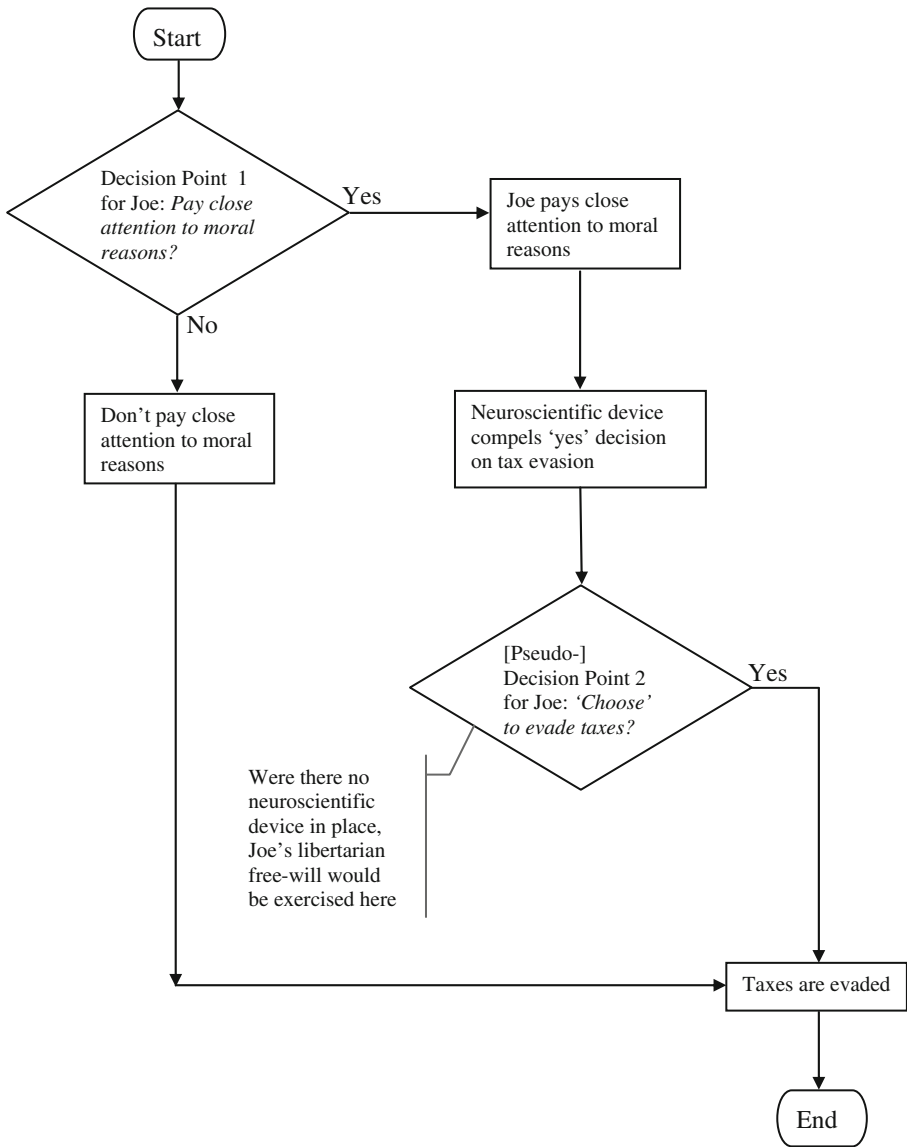 Start
Decision Point 1
for Joe: Pay close
attention to moral
reasons?
Yes
Joe pays close
attention to moral
reasons
No
Don’t pay close
attention to moral
reasons
Neuroscientific device
compels ‘yes’ decision
on tax evasion
[Pseudo-]
Decision Point 2
for Joe: ‘Choose’
to evade taxes?
Yes
Were there no
neuroscientific
device in place,
Joe’s libertarian
free-will would
be exercised here
Taxes are evaded
End